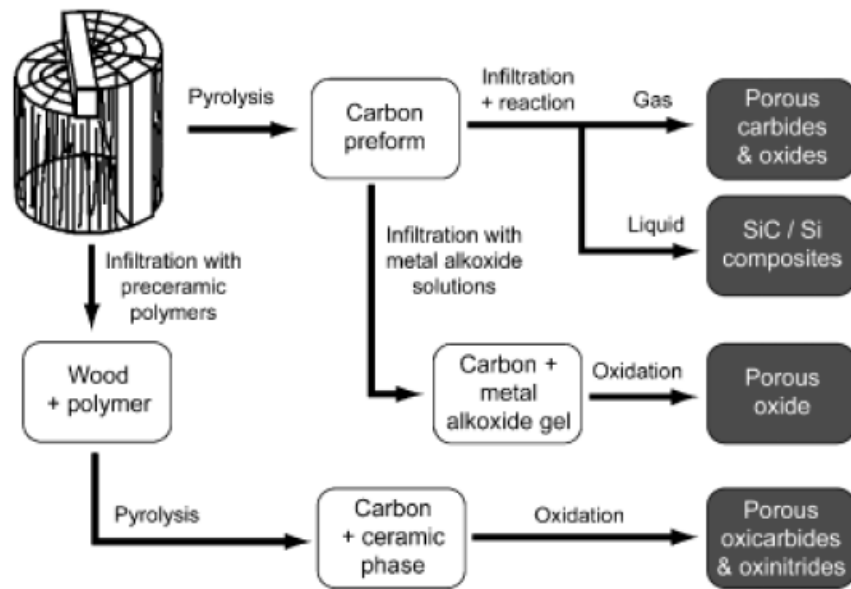 Pyrolysis
Carbon
preform
Infiltration
+ reaction
Gas
Porous
carbides
& oxides
Liquid
SiC / Si
composites
Infiltration with
preceramic
polymers
Infiltration with
metal alkoxide
solutions
Wood
+ polymer
Carbon +
metal
alkoxide gel
Oxidation
Porous
oxide
Pyrolysis
Carbon
+ ceramic
phase
Oxidation
Porous
oxicarbides
& oxinitrides